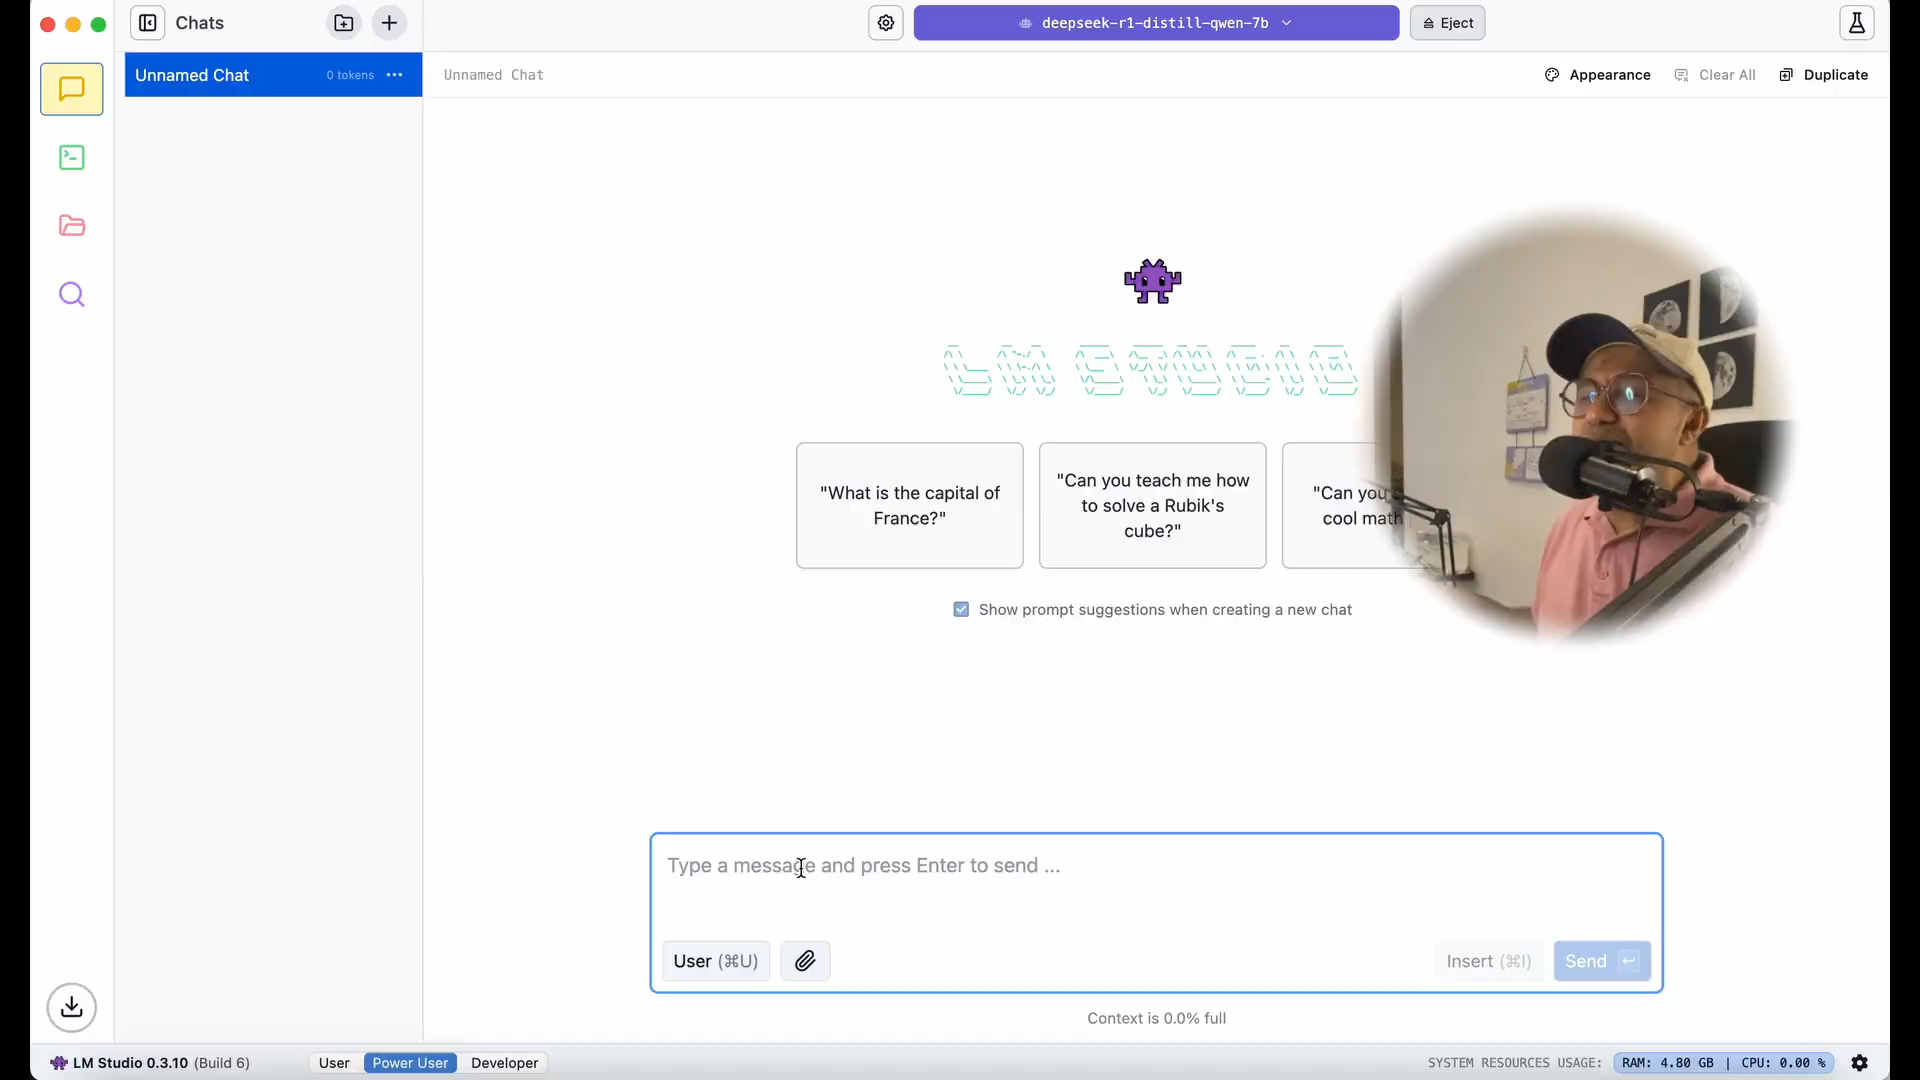 Chats
deepseek-r1-distill-qwen-7b
Eject
Unnamed Chat 0 tokens
Unnamed Chat
Appearance
Clear All
Duplicate
LM STUDIO
"What is the capital of
France?"
"Can you teach me how
to solve a Rubik's
cube?"
"Can you
cool math
Show prompt suggestions when creating a new chat
Type a message and press Enter to send ...
User (⌘U)
Insert (⌘I)
Send
Context is 0.0% full
LM Studio 0.3.10 (Build 6)
User
Power User
Developer
SYSTEM RESOURCES USAGE:
RAM: 4.80 GB | CPU: 0.00 %